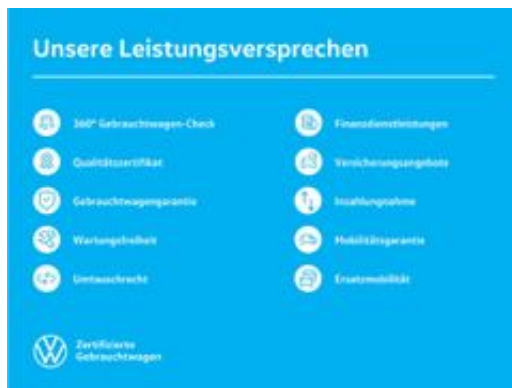 Unsere Leistungsversprechen
360° Gebrauchtwagen-Check
Qualitätszertifikat
Gebrauchtwagengarantie
Wartungsfreiheit
Umtauschrecht
Finanzdienstleistungen
Versicherungsangebote
Inzahlungnahme
Mobilitätsgarantie
Ersatzmobilität
Zertifizierte
Gebrauchtwagen